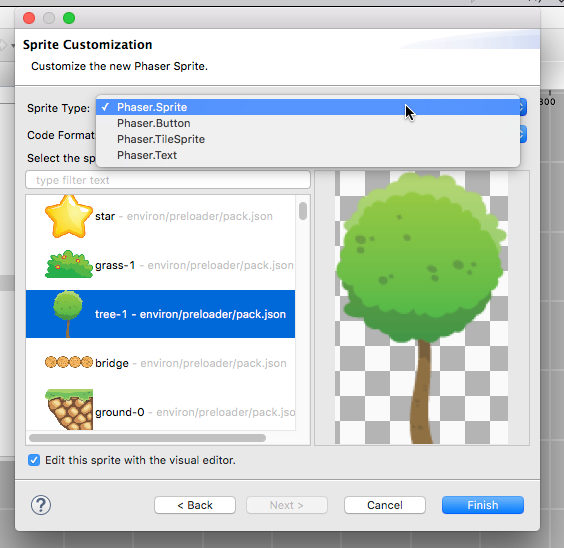 Sprite Customization
Customize the new Phaser Sprite.
Sprite Type:
✓ Phaser.Sprite
Phaser.Button
Phaser.TileSprite
Phaser.Text
Code Format
Select the sp
type filter text
star - environ/preloader/pack.json
grass-1 - environ/preloader/pack.json
tree-1 - environ/preloader/pack.json
bridge - environ/preloader/pack.json
ground-0 - environ/preloader/pack.jso
Edit this sprite with the visual editor.
?
< Back
Next >
Cancel
Finish
300